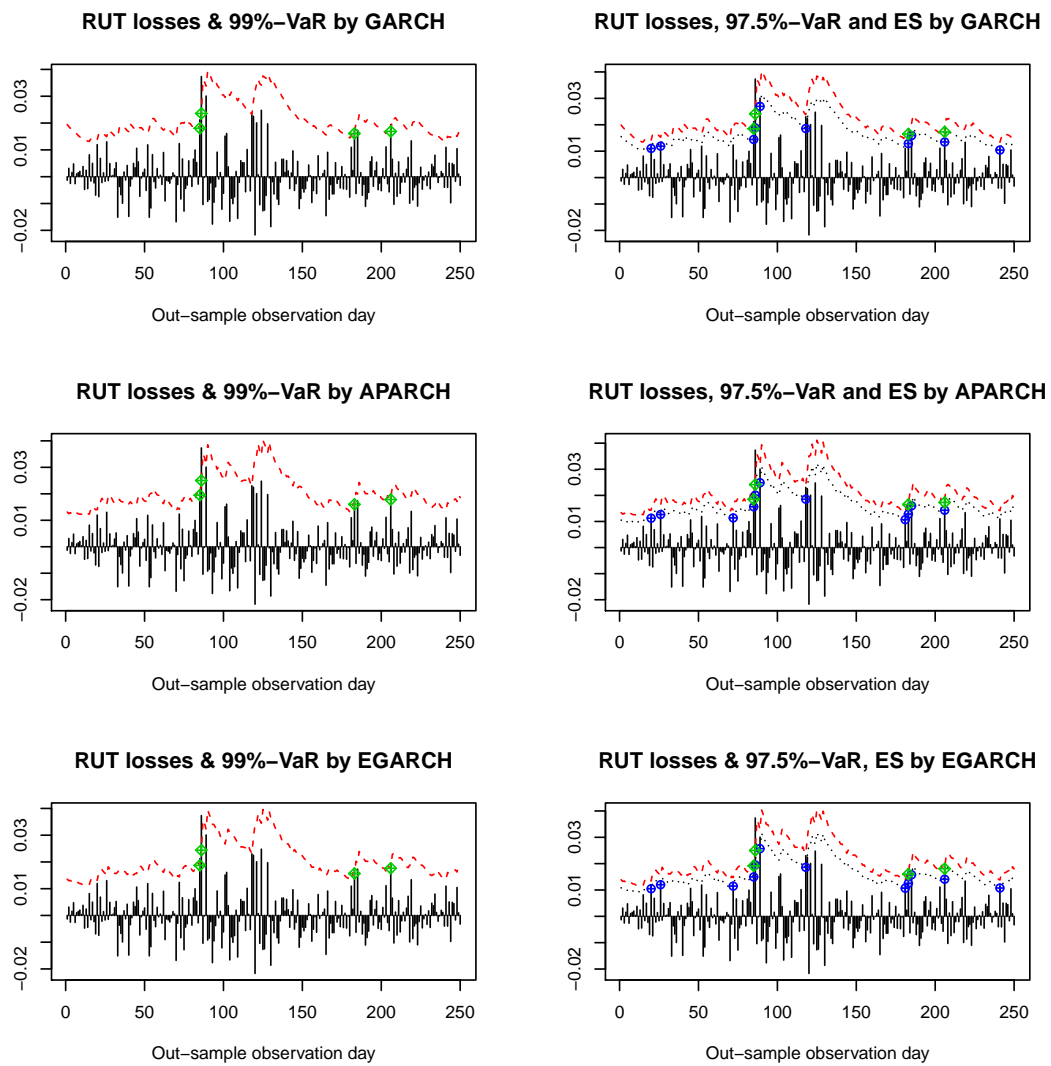 RUT losses & 99%−VaR by GARCH
0.03
0.01
−0.02
0 50 100 150 200 250
Out−sample observation day
RUT losses, 97.5%−VaR and ES by GARCH
0.03
0.01
−0.02
0 50 100 150 200 250
Out−sample observation day
RUT losses & 99%−VaR by APARCH
0.03
0.01
−0.02
0 50 100 150 200 250
Out−sample observation day
RUT losses, 97.5%−VaR and ES by APARCH
0.03
0.01
−0.02
0 50 100 150 200 250
Out−sample observation day
RUT losses & 99%−VaR by EGARCH
0.03
0.01
−0.02
0 50 100 150 200 250
Out−sample observation day
RUT losses & 97.5%−VaR, ES by EGARCH
0.03
0.01
−0.02
0 50 100 150 200 250
Out−sample observation day